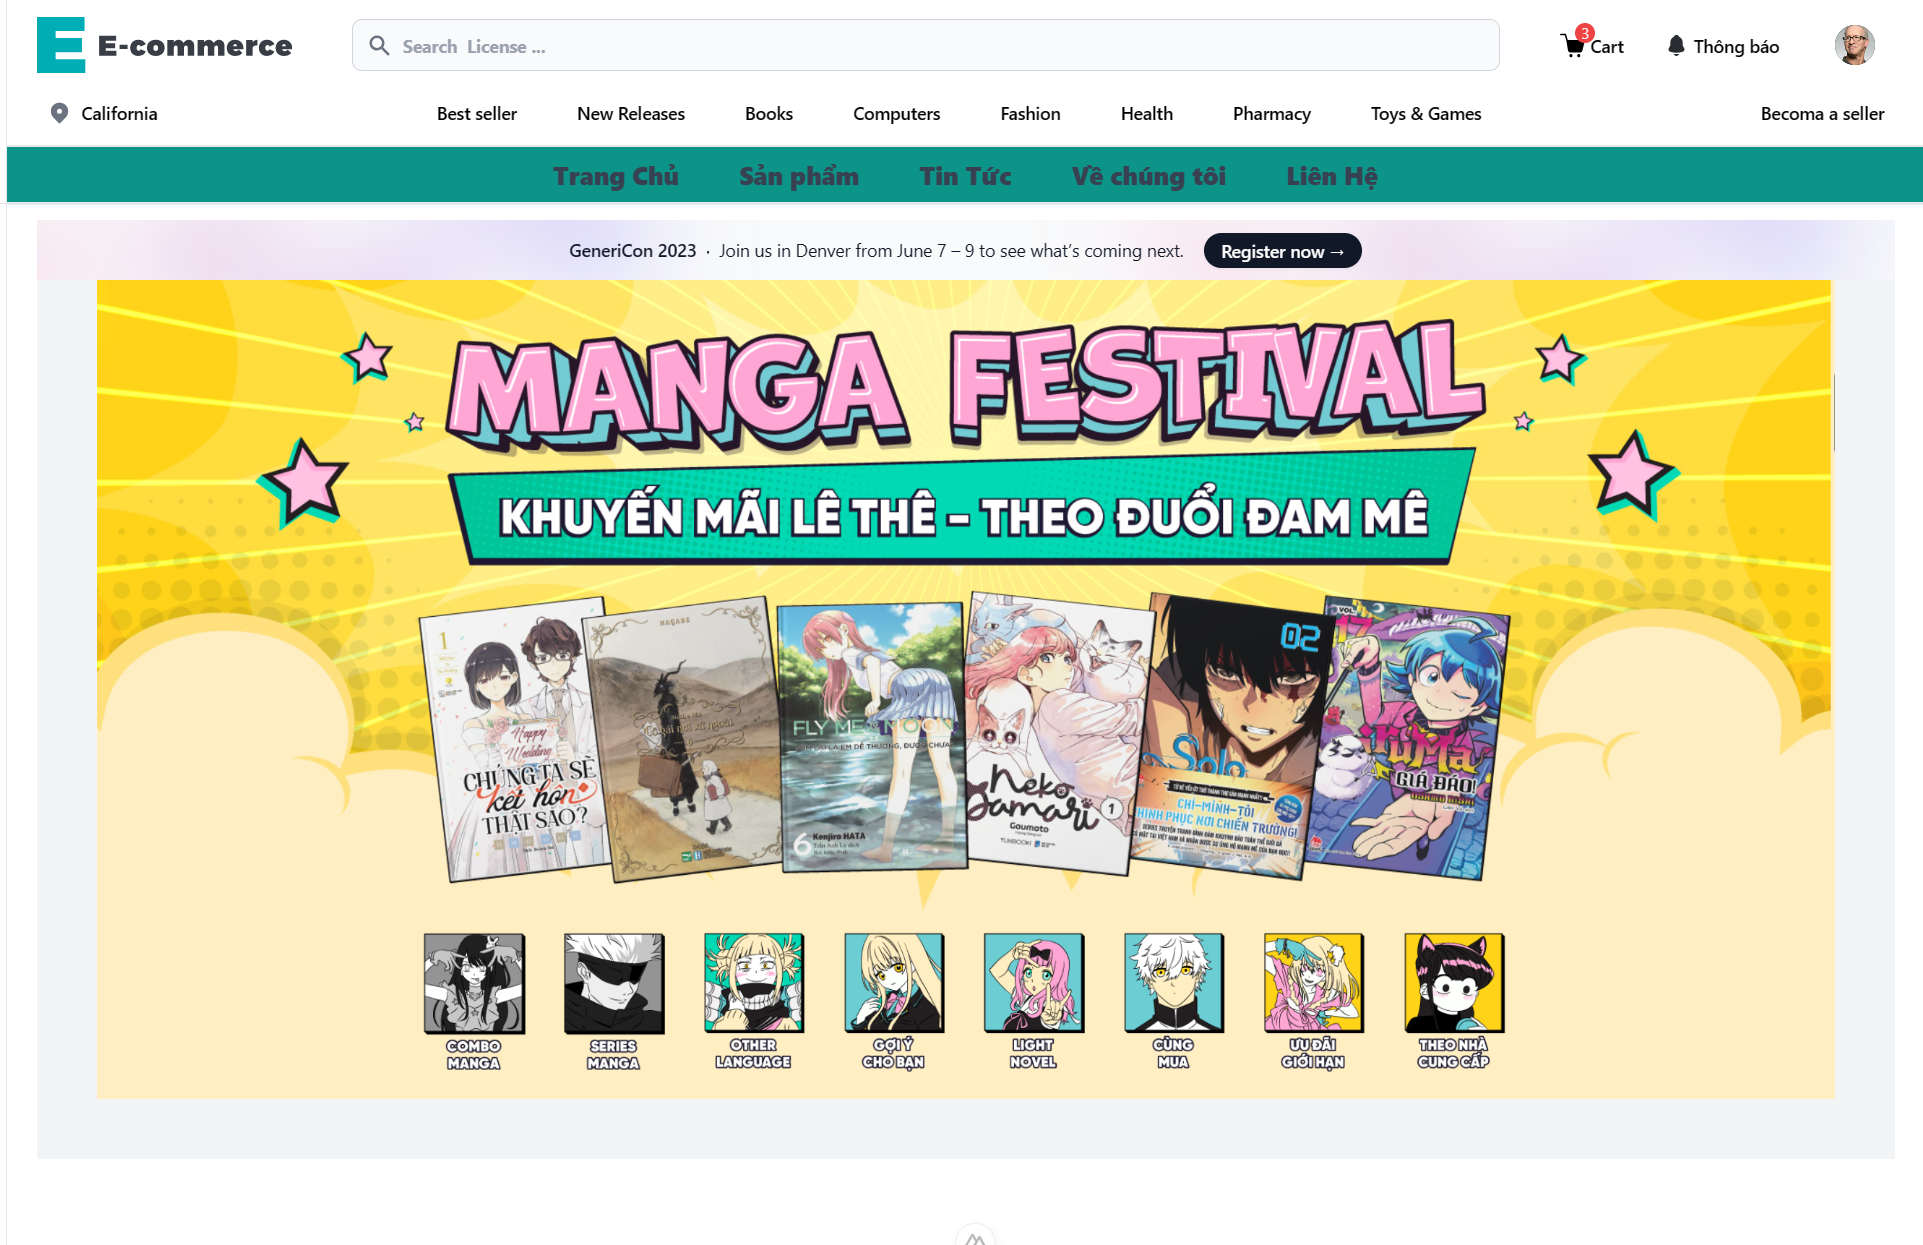 E-commerce
Search License ...
3
Cart
Thông báo
California
Best seller
New Releases
Books
Computers
Fashion
Health
Pharmacy
Toys & Games
Becoma a seller
Trang Chủ
Sản phẩm
Tin Tức
Về chúng tôi
Liên Hệ
GeneriCon 2023 · Join us in Denver from June 7 – 9 to see what’s coming next.
Register now →
MANGA FESTIVAL
KHUYẾN MÃI LÊ THÊ – THEO ĐUỔI ĐAM MÊ
1
Happy
Wedding
CHÚNG TA SẼ
kết hôn
THẬT SAO?
NAGABE
FLY ME MOON
6
Kenjiro HATA
Neko
Damari
1
Goumoto
02
Solo
CHỈ-MÌNH-TÔI
CHINH PHỤC NƠI CHIẾN TRƯỜNG!
VOL.
17
iRUMA
GIÁ ĐÁO!
COMBO
MANGA
SERIES
MANGA
OTHER
LANGUAGE
GỢI Ý
CHO BẠN
LIGHT
NOVEL
CÙNG
MUA
ƯU ĐÃI
GIỚI HẠN
THEO NHÀ
CUNG CẤP